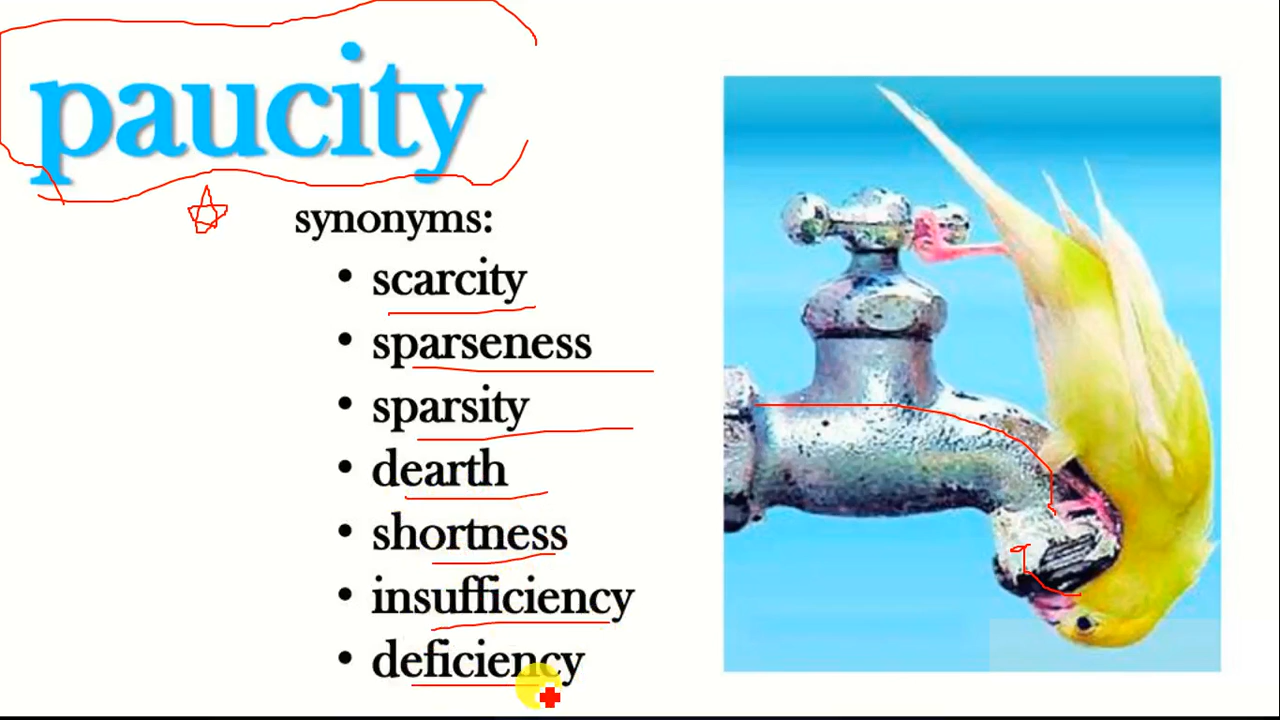 paucity
synonyms:
• scarcity
• sparseness
• sparsity
• dearth
• shortness
• insufficiency
• deficiency